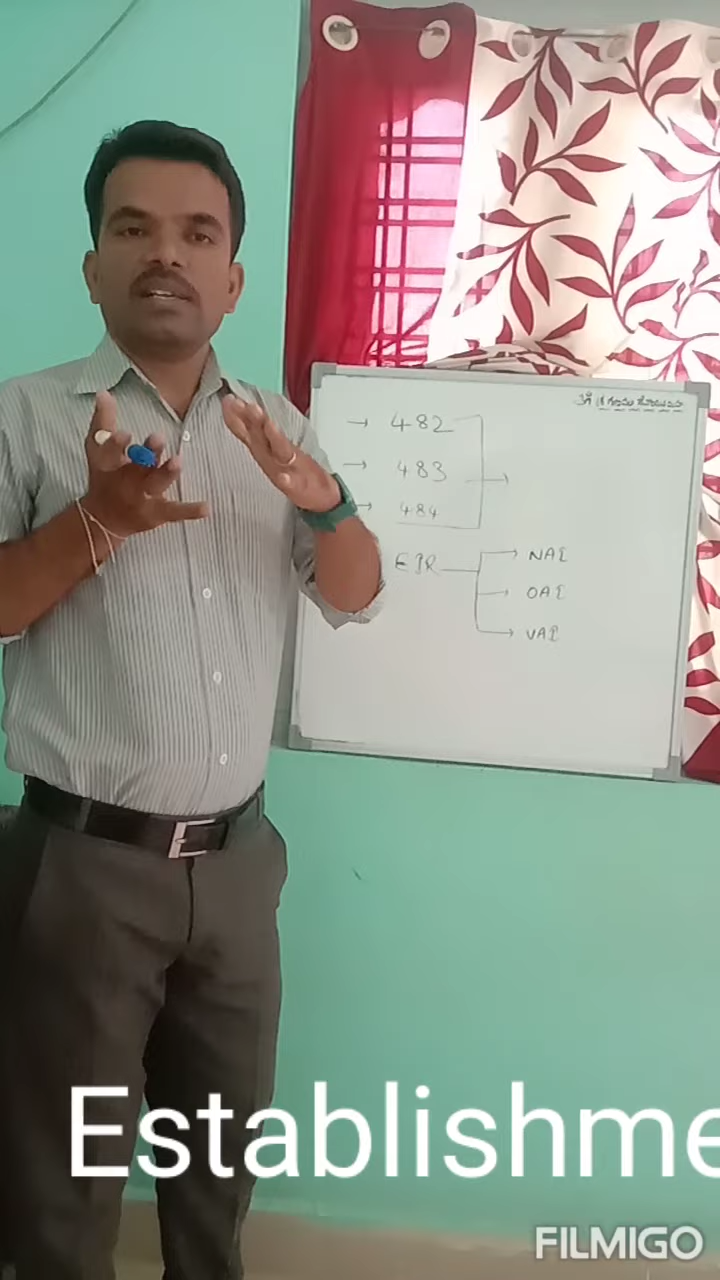 → 482
→ 483 →
→ 484
EIR → NAI
→ OAI
→ VAI
Establishme
FILMIGO